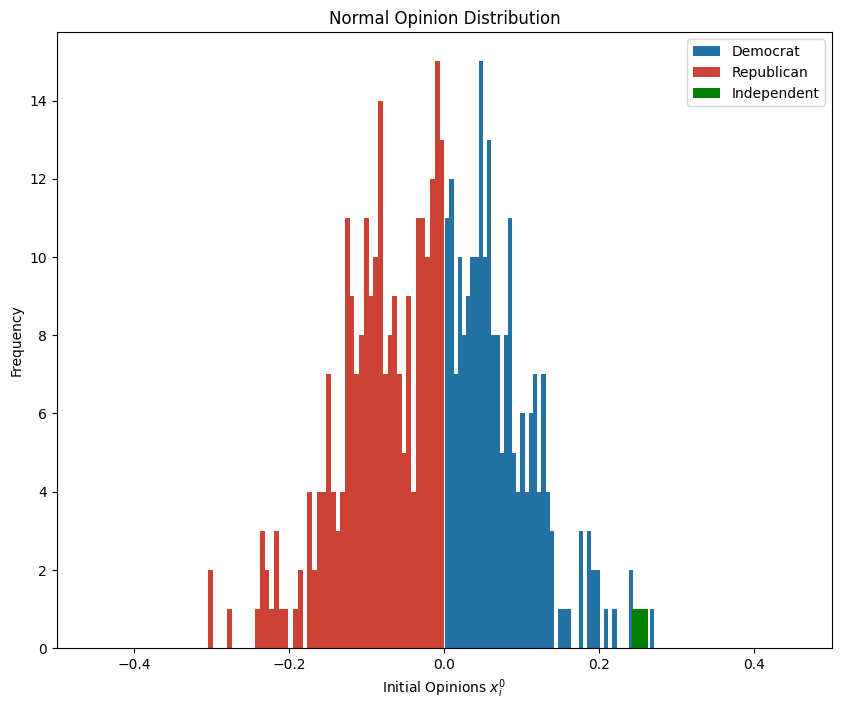 Normal Opinion Distribution
Democrat
Republican
Independent
Frequency
14
12
10
8
6
4
2
0
−0.4 −0.2 0.0 0.2 0.4
Initial Opinions $x_i^0$